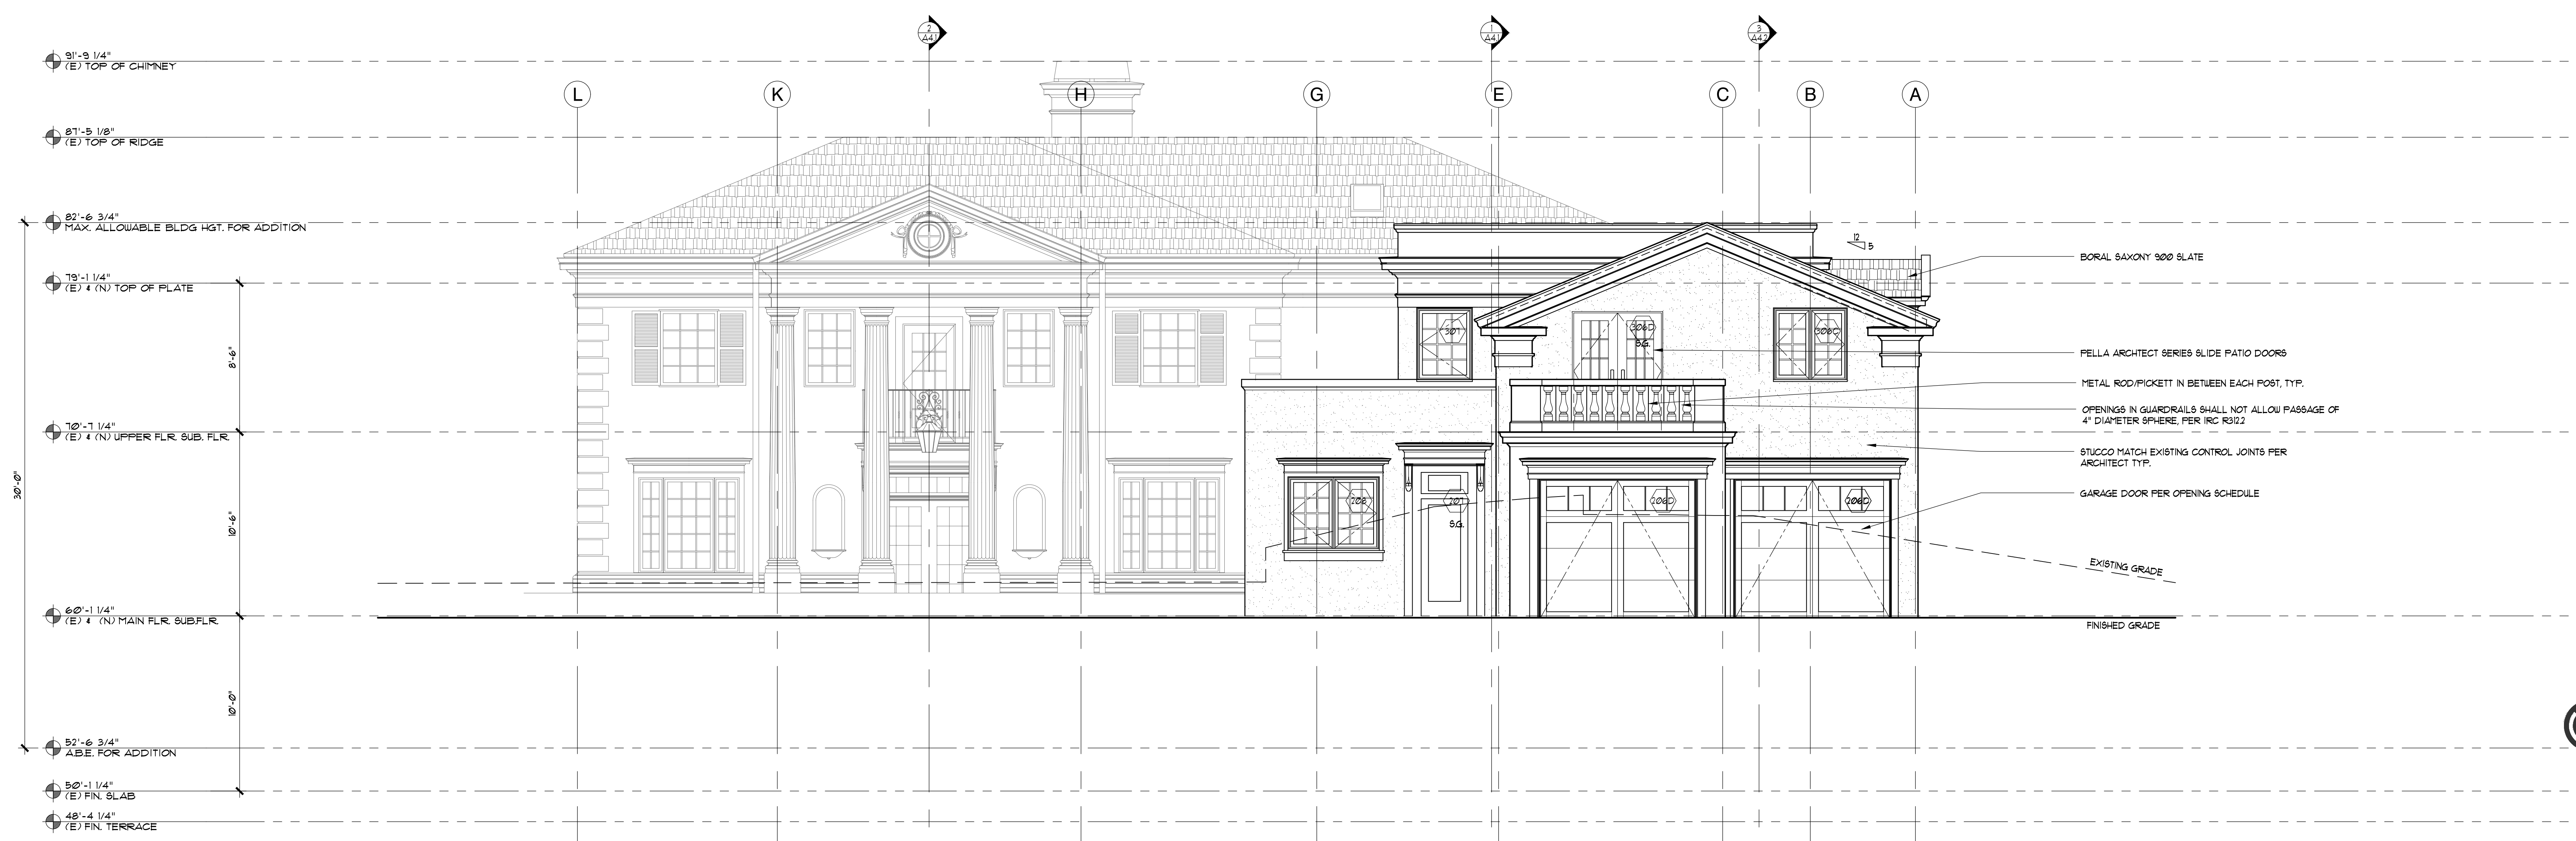 2
A4.1
1
A4.1
3
A4.2
91'-9 1/4"
(E) TOP OF CHIMNEY
L
K
H
G
E
C
B
A
87'-5 1/8"
(E) TOP OF RIDGE
82'-6 3/4"
MAX. ALLOWABLE BLDG HGT. FOR ADDITION
12
5
BORAL SAXONY 900 SLATE
79'-1 1/4"
(E) & (N) TOP OF PLATE
307
306D
S.G.
306C
8'-6"
PELLA ARCHTECT SERIES SLIDE PATIO DOORS
METAL ROD/PICKETT IN BETWEEN EACH POST, TYP.
OPENINGS IN GUARDRAILS SHALL NOT ALLOW PASSAGE OF
4" DIAMETER SPHERE, PER IRC R312.2
70'-7 1/4"
(E) & (N) UPPER FLR. SUB. FLR.
STUCCO MATCH EXISTING CONTROL JOINTS PER
ARCHITECT TYP.
30'-0"
GARAGE DOOR PER OPENING SCHEDULE
208
207
S.G.
206D
206D
10'-6"
EXISTING GRADE
60'-1 1/4"
(E) & (N) MAIN FLR. SUB.FLR.
FINISHED GRADE
10'-0"
52'-6 3/4"
A.B.E. FOR ADDITION
50'-1 1/4"
(E) FIN. SLAB
48'-4 1/4"
(E) FIN. TERRACE